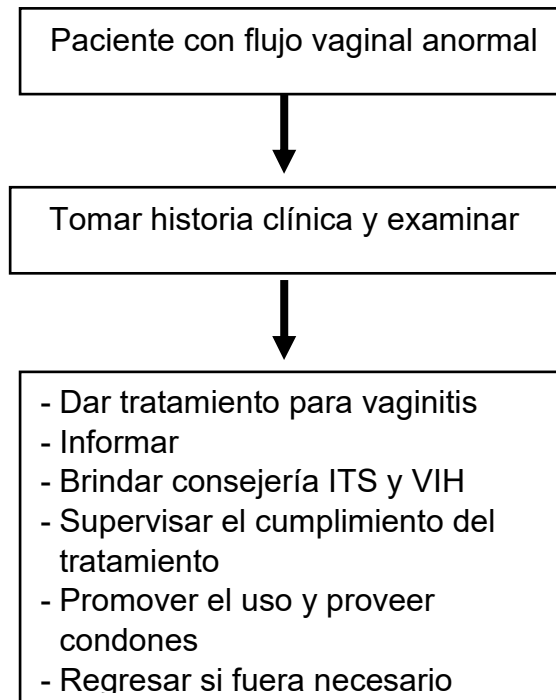 Paciente con flujo vaginal anormal
Tomar historia clínica y examinar
- Dar tratamiento para vaginitis
- Informar
- Brindar consejería ITS y VIH
- Supervisar el cumplimiento del
tratamiento
- Promover el uso y proveer
condones
- Regresar si fuera necesario